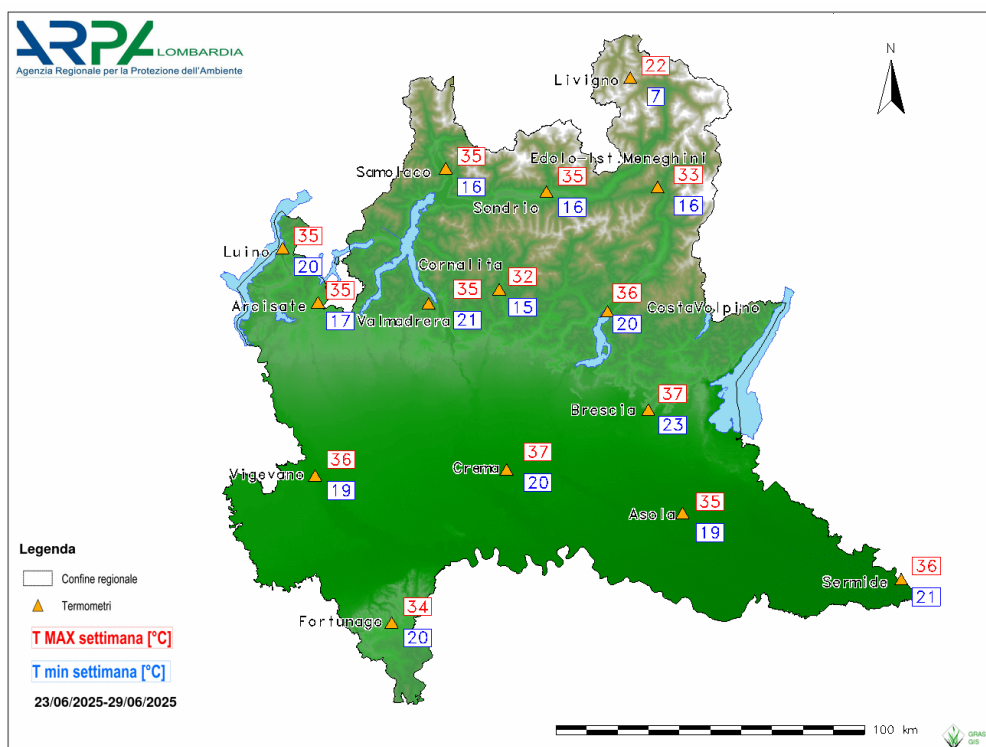 ARPA LOMBARDIA
Agenzia Regionale per la Protezione dell'Ambiente
N
22
Livigno
7
Edolo-Ist.Meneghini
35
Samolaco
16
35
Sondrio
16
33
16
35
Luino
20
Cornalita
32
15
35
Arcisate
17
35
Valmadrera
21
36
CostaVolpino
20
37
Brescia
23
36
Vigevano
19
37
Crema
20
35
Asola
19
36
Sermide
21
34
Fortunago
20
Legenda
Confine regionale
Termometri
T MAX settimana [°C]
T min settimana [°C]
23/06/2025-29/06/2025
100 km
GRAS
GIS